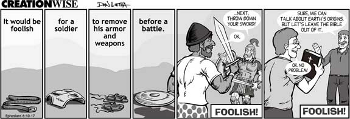 CREATIONWISE
It would be
foolish
for a
soldier
to remove
his armor
and
weapons
before a
battle.
...NEXT,
THROW DOWN
YOUR SWORD!
OK.
FOOLISH!
SURE, WE CAN
TALK ABOUT EARTH'S ORIGINS.
BUT LET'S LEAVE THE BIBLE
OUT OF IT.
OK, NO
PROBLEM!
FOOLISH!